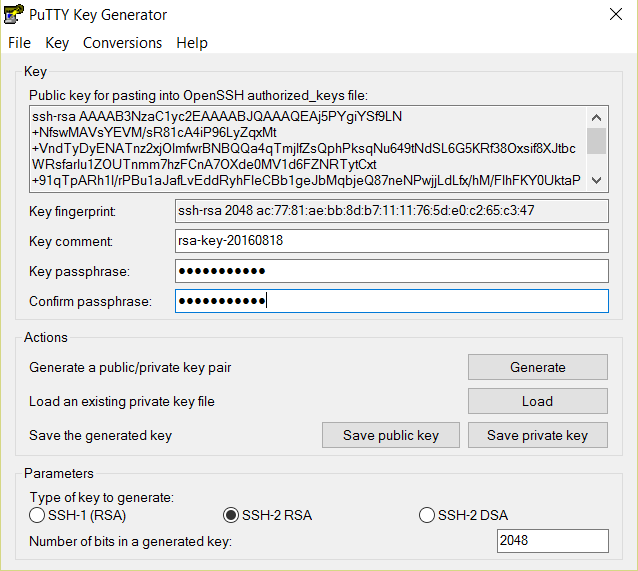 PuTTY Key Generator
File Key Conversions Help
Key
Public key for pasting into OpenSSH authorized_keys file:
ssh-rsa AAAAB3NzaC1yc2EAAAABJQAAAQEAj5PYgiYSf9LN
+NfswMAVsYEVM/sR81cA4iP96LyZqxMt
+VndTyDyENATnz2xjOlmfwrBNBQQa4qTmjlfZsQphPksqNu649tNdSL6G5KRf38Oxsif8XJtbc
WRsfarlu1ZOUTnmm7hzFCnA7OXde0MV1d6FZNRTytCxt
+91qTpARh1l/rPBu1aJafLvEddRyhFleCBb1geJbMqbjeQ87neNPwjjLdLfx/hM/FlhFKY0UktaP
Key fingerprint: ssh-rsa 2048 ac:77:81:ae:bb:8d:b7:11:11:76:5d:e0:c2:65:c3:47
Key comment: rsa-key-20160818
Key passphrase: ●●●●●●●●●●●
Confirm passphrase: ●●●●●●●●●●●
Actions
Generate a public/private key pair Generate
Load an existing private key file Load
Save the generated key Save public key Save private key
Parameters
Type of key to generate:
SSH-1 (RSA) SSH-2 RSA SSH-2 DSA
Number of bits in a generated key: 2048